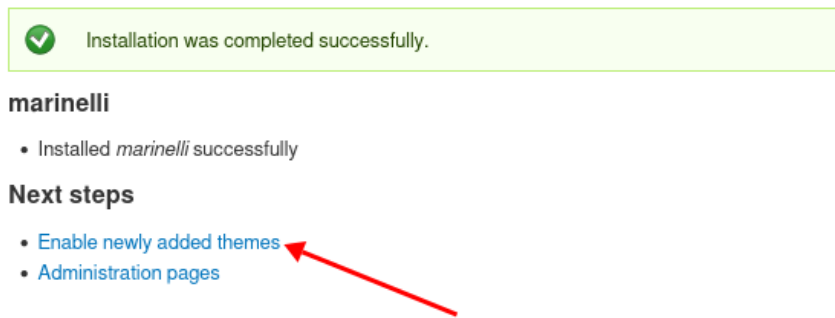 Installation was completed successfully.
marinelli
• Installed marinelli successfully
Next steps
• Enable newly added themes
• Administration pages